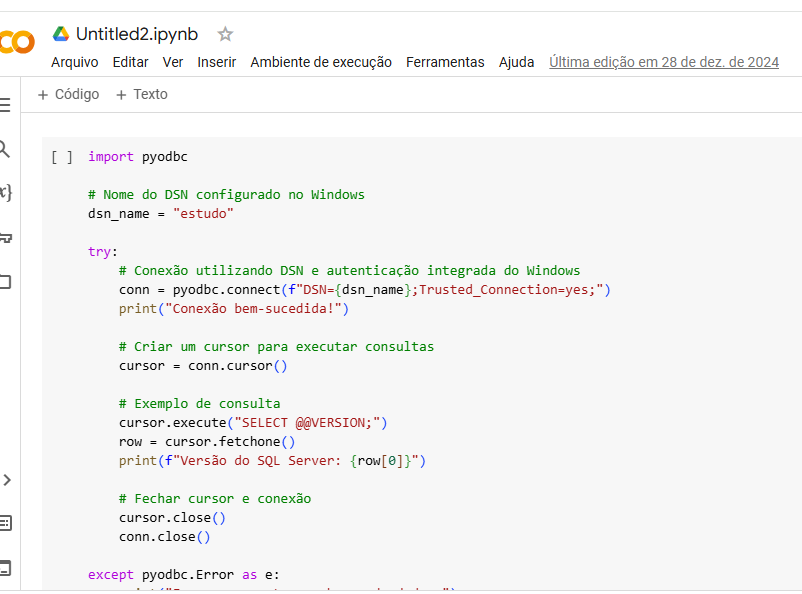 Untitled2.ipynb
Arquivo Editar Ver Inserir Ambiente de execução Ferramentas Ajuda Última edição em 28 de dez. de 2024
+ Código + Texto
[ ] import pyodbc
# Nome do DSN configurado no Windows
dsn_name = "estudo"
try:
# Conexão utilizando DSN e autenticação integrada do Windows
conn = pyodbc.connect(f"DSN={dsn_name};Trusted_Connection=yes;")
print("Conexão bem-sucedida!")
# Criar um cursor para executar consultas
cursor = conn.cursor()
# Exemplo de consulta
cursor.execute("SELECT @@VERSION;")
row = cursor.fetchone()
print(f"Versão do SQL Server: {row[0]}")
# Fechar cursor e conexão
cursor.close()
conn.close()
except pyodbc.Error as e: